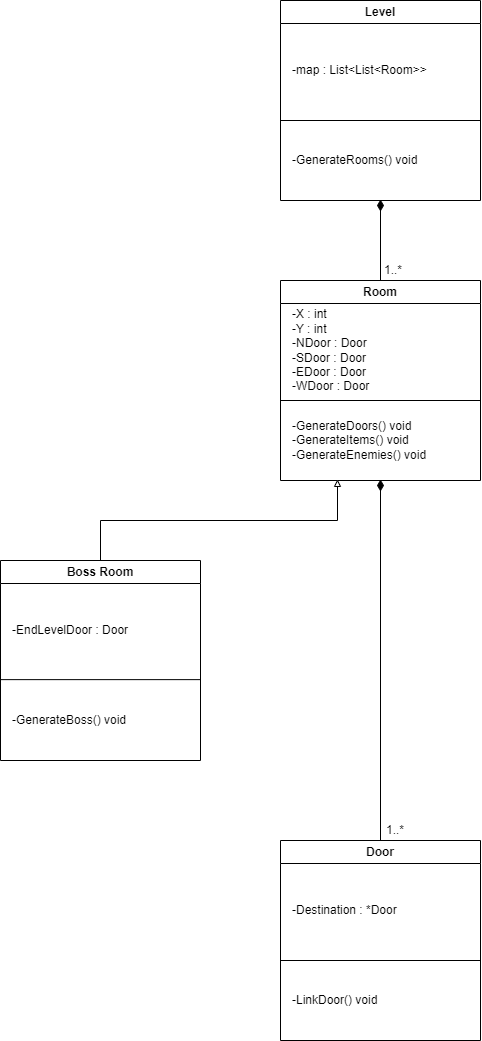 Level
-map : List<List<Room>>
-GenerateRooms() void
1..*
Room
-X : int
-Y : int
-NDoor : Door
-SDoor : Door
-EDoor : Door
-WDoor : Door
-GenerateDoors() void
-GenerateItems() void
-GenerateEnemies() void
Boss Room
-EndLevelDoor : Door
-GenerateBoss() void
1..*
Door
-Destination : *Door
-LinkDoor() void